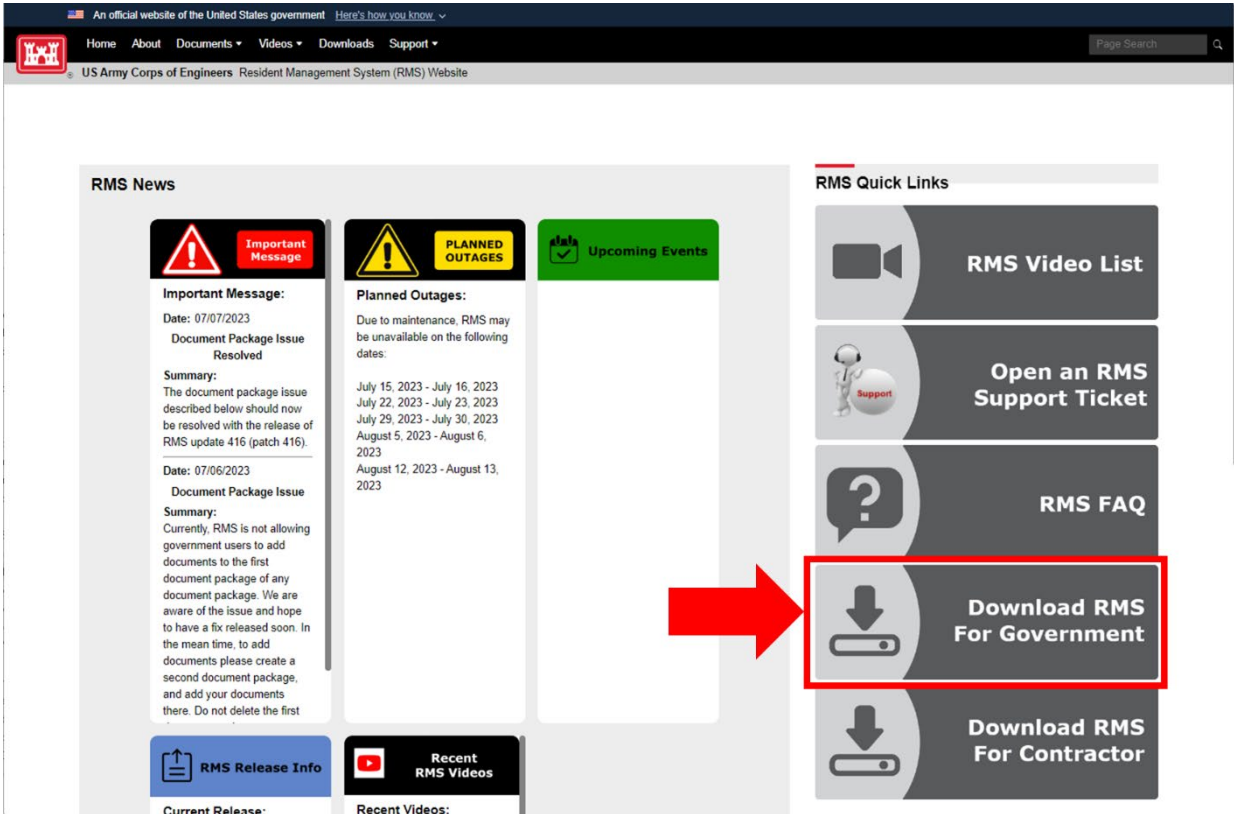 An official website of the United States government Here's how you know
Home About Documents Videos Downloads Support
Page Search
® US Army Corps of Engineers Resident Management System (RMS) Website
RMS News
Important
Message
Important Message:
Date: 07/07/2023
Document Package Issue
Resolved
Summary:
The document package issue
described below should now
be resolved with the release of
RMS update 416 (patch 416).
Date: 07/06/2023
Document Package Issue
Summary:
Currently, RMS is not allowing
government users to add
documents to the first
document package of any
document package. We are
aware of the issue and hope
to have a fix released soon. In
the mean time, to add
documents please create a
second document package,
and add your documents
there. Do not delete the first
PLANNED
OUTAGES
Planned Outages:
Due to maintenance, RMS may
be unavailable on the following
dates:
July 15, 2023 - July 16, 2023
July 22, 2023 - July 23, 2023
July 29, 2023 - July 30, 2023
August 5, 2023 - August 6,
2023
August 12, 2023 - August 13,
2023
Upcoming Events
RMS Release Info
Current Release:
Recent
RMS Videos
Recent Videos:
RMS Quick Links
RMS Video List
Support
Open an RMS
Support Ticket
RMS FAQ
Download RMS
For Government
Download RMS
For Contractor